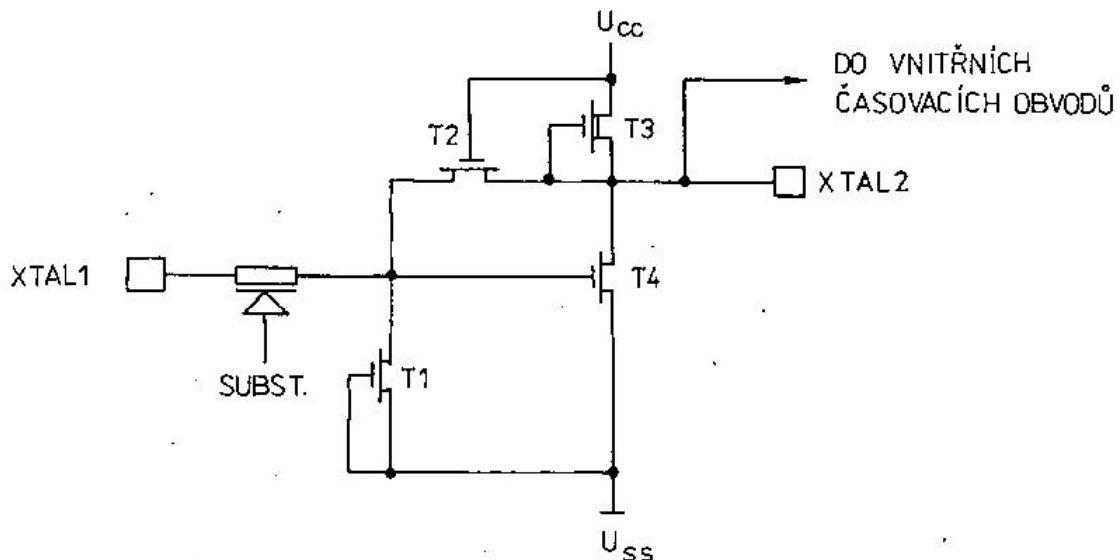 U_CC
DO VNITŘNÍCH
ČASOVACÍCH OBVODŮ
T2
T3
XTAL2
XTAL1
T4
SUBST.
T1
U_SS